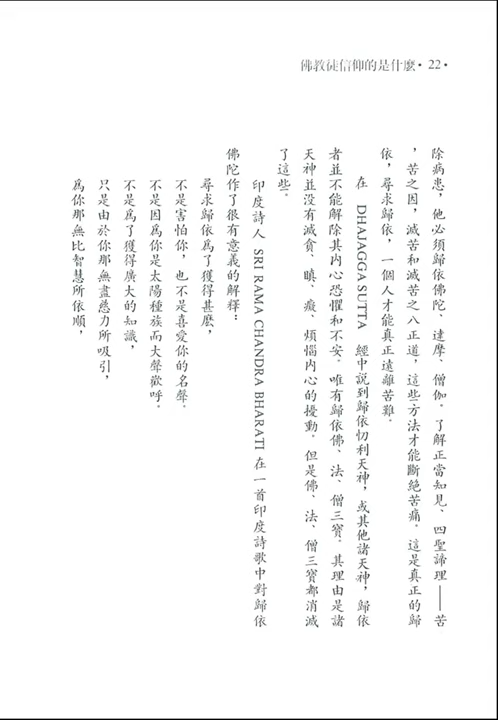 佛教徒信仰的是什麼•22•
除病患，他必須歸依佛陀、達摩、僧伽。了解正當知見、四聖諦理——苦
，苦之因，滅苦和滅苦之八正道，這些方法才能斷絕苦痛。這是真正的歸
依，尋求歸依，一個人才能真正遠離苦難。
在 DHAJAGGA SUTTA 經中說到歸依忉利天神，或其他諸天神，歸依
者並不能解除其內心恐懼和不安。唯有歸依佛、法、僧三寶。其理由是諸
天神並沒有滅貪、瞋、癡、煩惱內心的擾動。但是佛、法、僧三寶都消滅
了這些。
印度詩人 SRI RAMA CHANDRA BHARATI 在一首印度詩歌中對歸依
佛陀作了很有意義的解釋：
尋求歸依爲了獲得甚麼，
不是害怕你，也不是喜愛你的名聲。
不是因爲你是太陽種族而大聲歡呼。
不是爲了獲得廣大的知識，
只是由於你那無盡慈力所吸引，
爲你那無比智慧所依順，